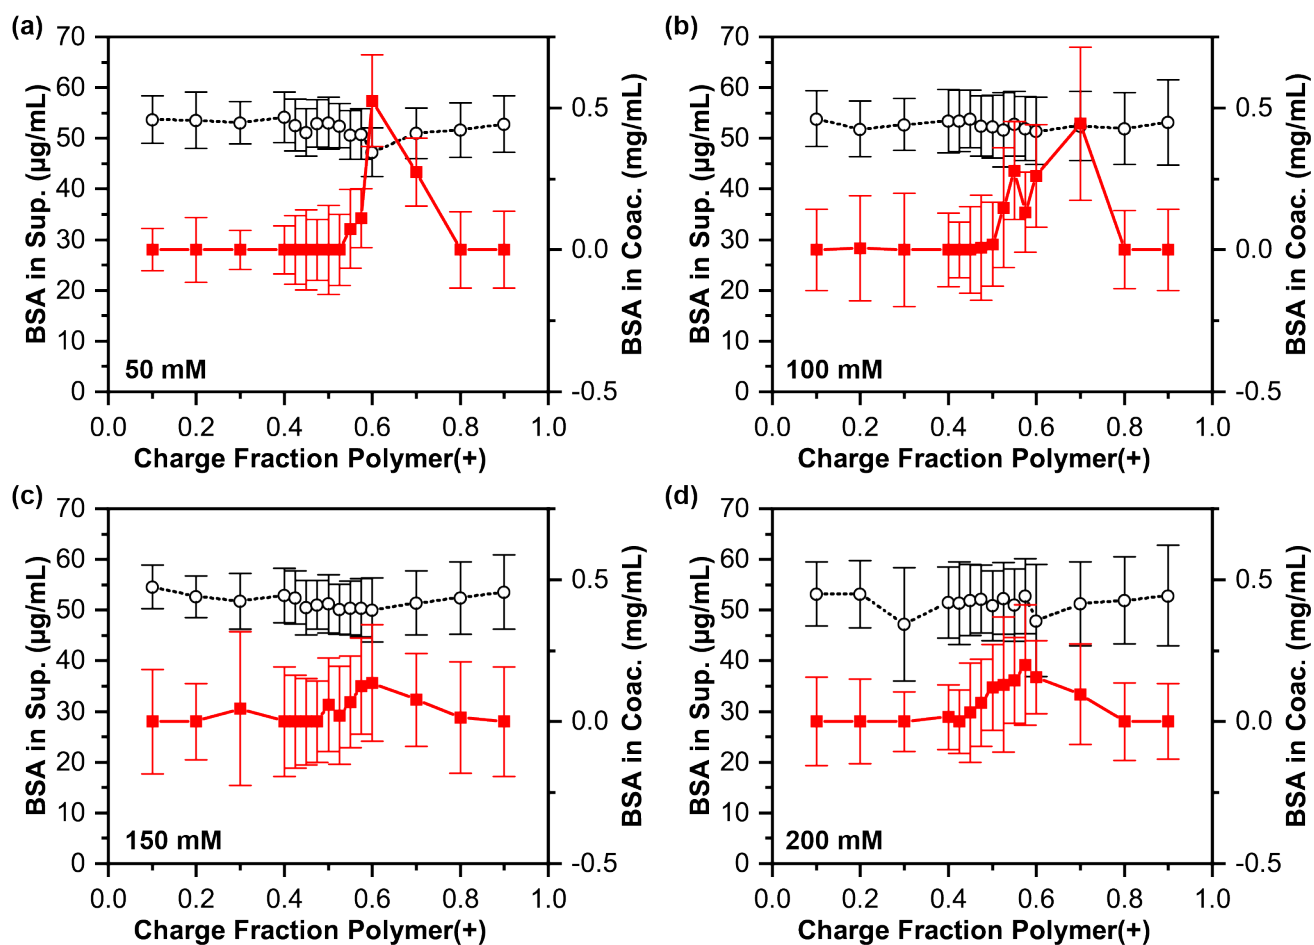 (a)
70
60
50
40
30
20
10
0
BSA in Sup. (µg/mL)
0.5
0.0
-0.5
BSA in Coac. (mg/mL)
50 mM
0.0 0.2 0.4 0.6 0.8 1.0
Charge Fraction Polymer(+)
(b)
70
60
50
40
30
20
10
0
BSA in Sup. (µg/mL)
0.5
0.0
-0.5
BSA in Coac. (mg/mL)
100 mM
0.0 0.2 0.4 0.6 0.8 1.0
Charge Fraction Polymer(+)
(c)
70
60
50
40
30
20
10
0
BSA in Sup. (µg/mL)
0.5
0.0
-0.5
BSA in Coac. (mg/mL)
150 mM
0.0 0.2 0.4 0.6 0.8 1.0
Charge Fraction Polymer(+)
(d)
70
60
50
40
30
20
10
0
BSA in Sup. (µg/mL)
0.5
0.0
-0.5
BSA in Coac. (mg/mL)
200 mM
0.0 0.2 0.4 0.6 0.8 1.0
Charge Fraction Polymer(+)